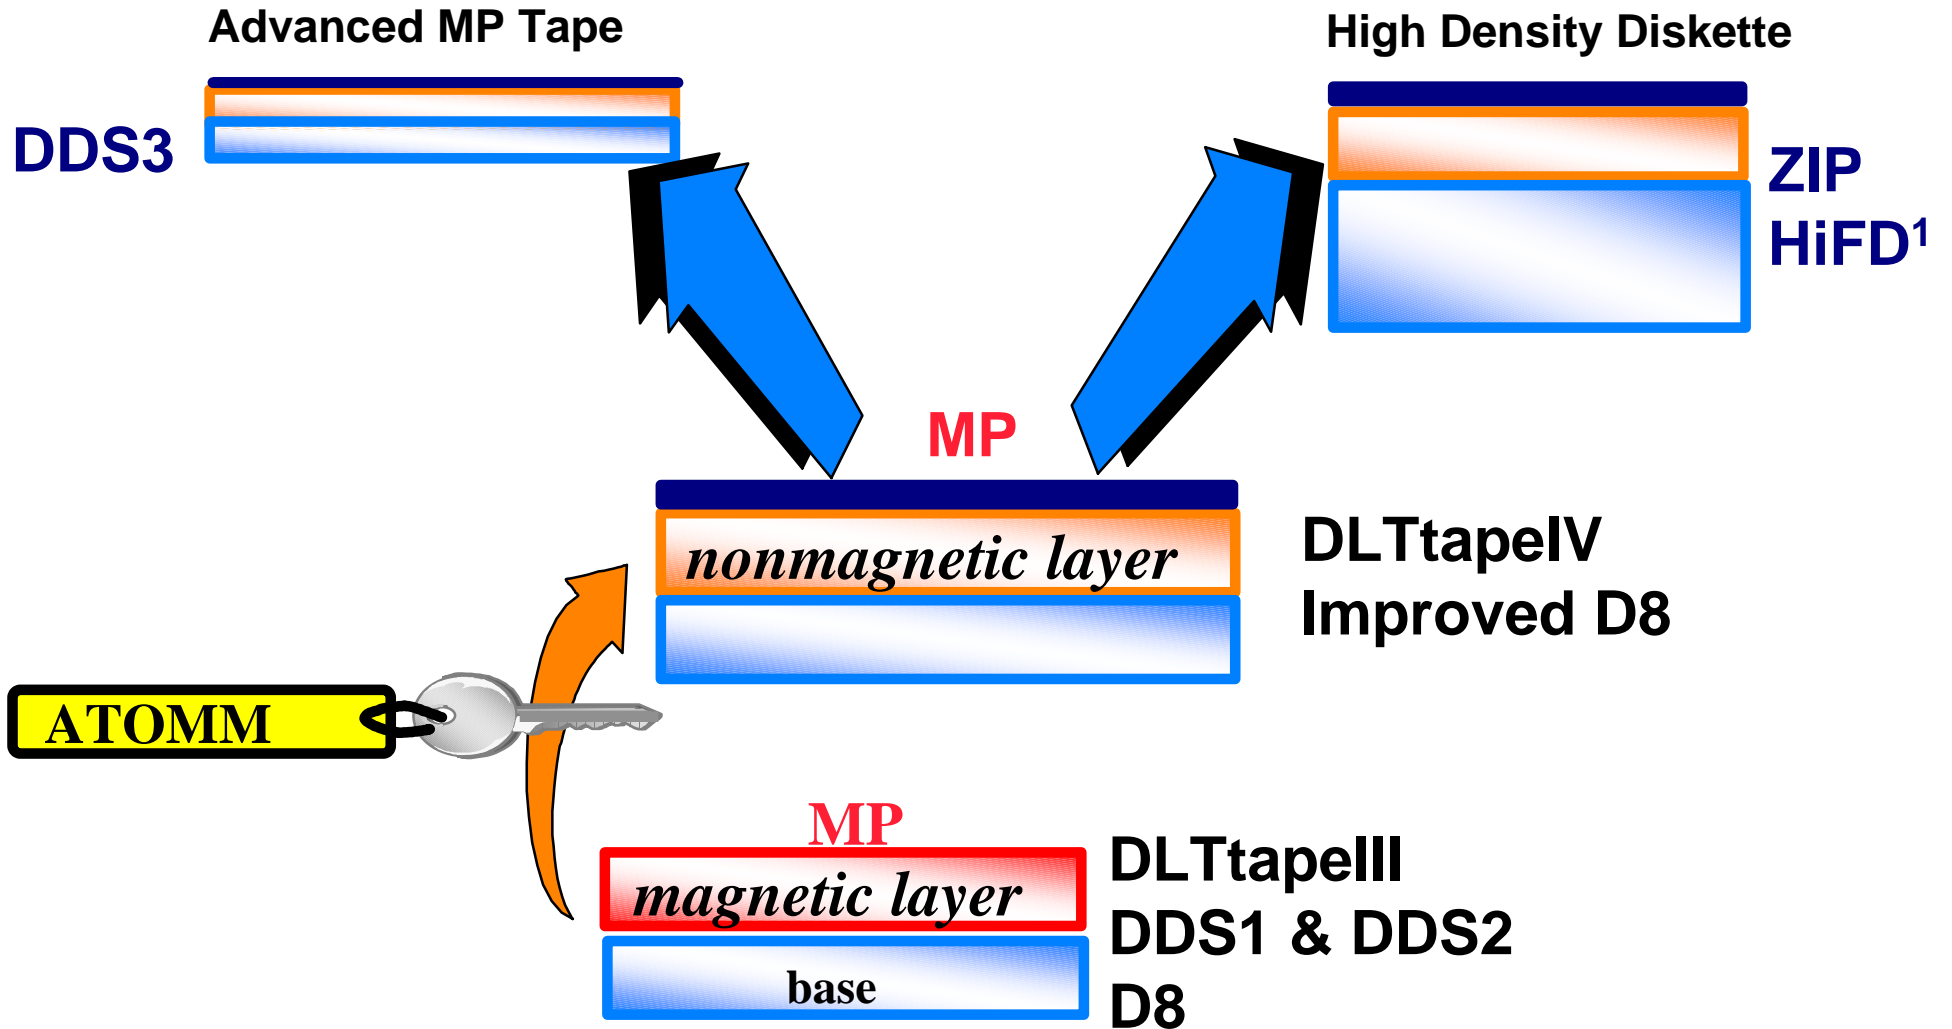 Advanced MP Tape
High Density Diskette
DDS3
ZIP
HiFD¹
MP
nonmagnetic layer
DLTtapeIV
Improved D8
ATOMM
MP
magnetic layer
base
DLTtapeIII
DDS1 & DDS2
D8